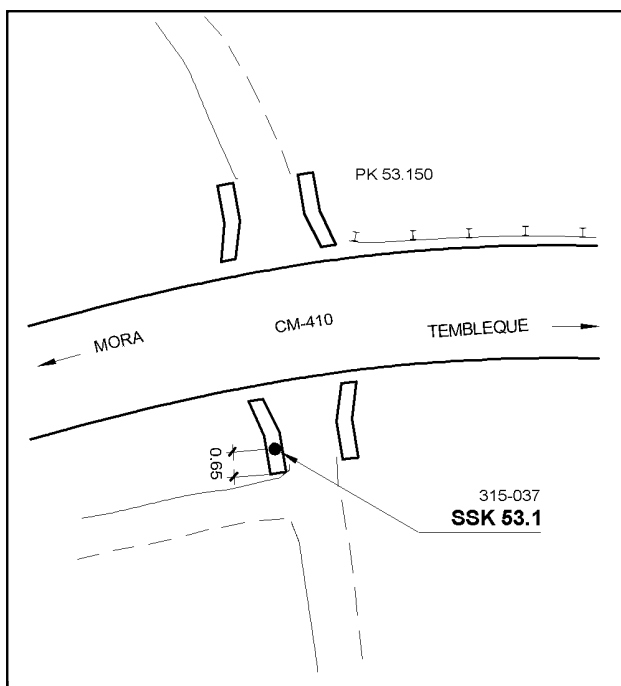 PK 53.150
CM-410
MORA
TEMBLEQUE
0.65
315-037
SSK 53.1